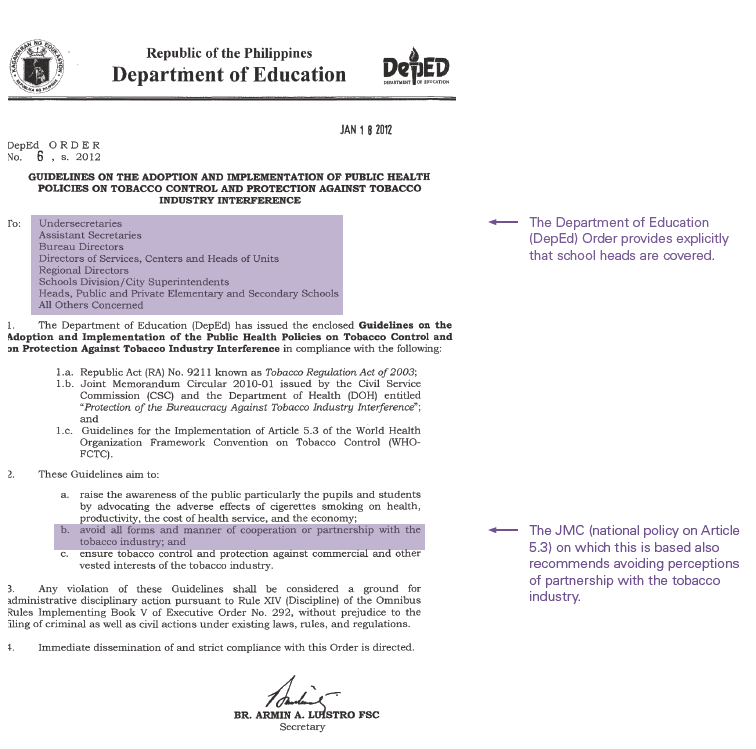 Republic of the Philippines
Department of Education
DepED
DEPARTMENT OF EDUCATION
JAN 18 2012
DepEd ORDER
No. 6 , s. 2012
GUIDELINES ON THE ADOPTION AND IMPLEMENTATION OF PUBLIC HEALTH
POLICIES ON TOBACCO CONTROL AND PROTECTION AGAINST TOBACCO
INDUSTRY INTERFERENCE
To: Undersecretaries
Assistant Secretaries
Bureau Directors
Directors of Services, Centers and Heads of Units
Regional Directors
Schools Division/City Superintendents
Heads, Public and Private Elementary and Secondary Schools
All Others Concerned
The Department of Education
(DepEd) Order provides explicitly
that school heads are covered.
1. The Department of Education (DepEd) has issued the enclosed Guidelines on the
Adoption and Implementation of the Public Health Policies on Tobacco Control and
on Protection Against Tobacco Industry Interference in compliance with the following:
1.a. Republic Act (RA) No. 9211 known as Tobacco Regulation Act of 2003;
1.b. Joint Memorandum Circular 2010-01 issued by the Civil Service
Commission (CSC) and the Department of Health (DOH) entitled
“Protection of the Bureaucracy Against Tobacco Industry Interference”;
and
1.c. Guidelines for the Implementation of Article 5.3 of the World Health
Organization Framework Convention on Tobacco Control (WHO-
FCTC).
2. These Guidelines aim to:
a. raise the awareness of the public particularly the pupils and students
by advocating the adverse effects of cigerettes smoking on health,
productivity, the cost of health service, and the economy;
b. avoid all forms and manner of cooperation or partnership with the
tobacco industry; and
c. ensure tobacco control and protection against commercial and other
vested interests of the tobacco industry.
The JMC (national policy on Article
5.3) on which this is based also
recommends avoiding perceptions
of partnership with the tobacco
industry.
3. Any violation of these Guidelines shall be considered a ground for
administrative disciplinary action pursuant to Rule XIV (Discipline) of the Omnibus
Rules Implementing Book V of Executive Order No. 292, without prejudice to the
filing of criminal as well as civil actions under existing laws, rules, and regulations.
4. Immediate dissemination of and strict compliance with this Order is directed.
BR. ARMIN A. LUISTRO FSC
Secretary